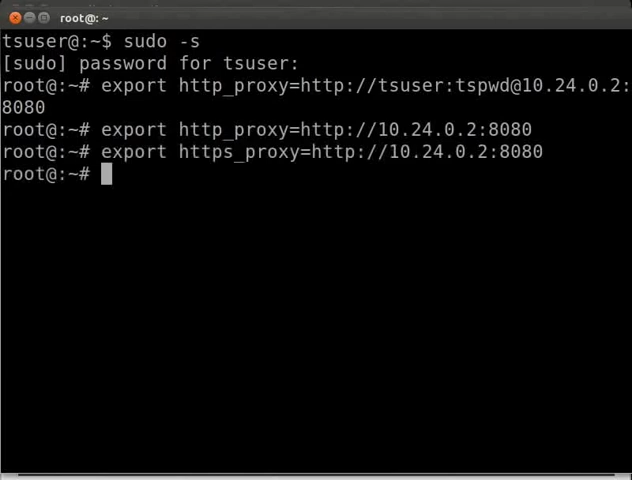 root@: ~
tsuser@:~$ sudo -s
[sudo] password for tsuser:
root@:~# export http_proxy=http://tsuser:tspwd@10.24.0.2:
8080
root@:~# export http_proxy=http://10.24.0.2:8080
root@:~# export https_proxy=http://10.24.0.2:8080
root@:~#